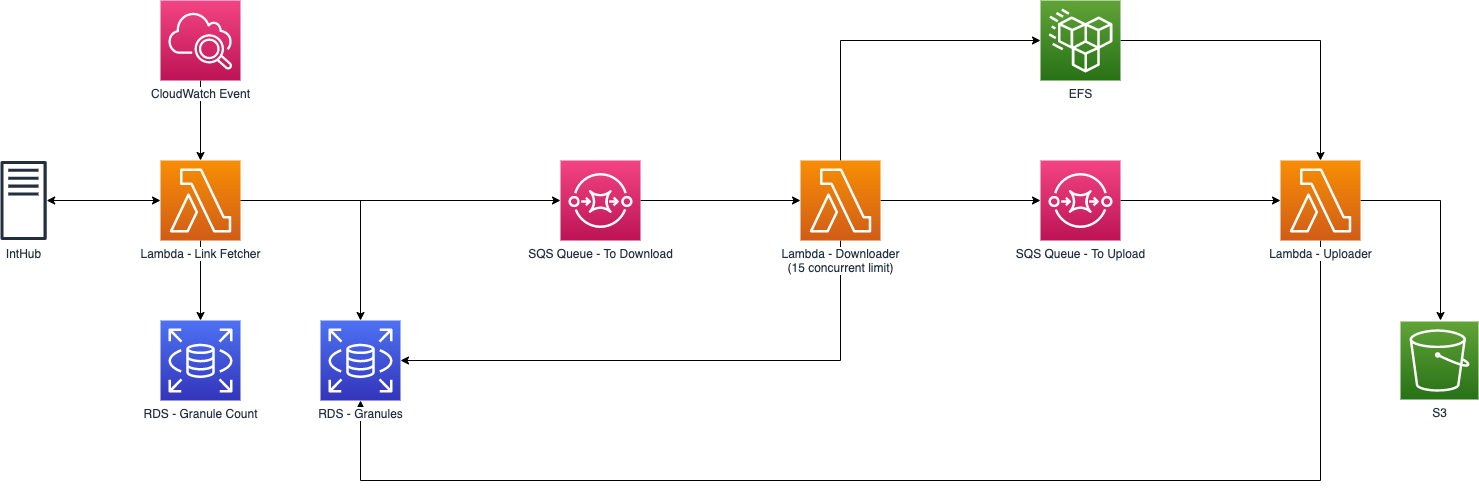 CloudWatch Event
EFS
IntHub
Lambda - Link Fetcher
SQS Queue - To Download
Lambda - Downloader
(15 concurrent limit)
SQS Queue - To Upload
Lambda - Uploader
RDS - Granule Count
RDS - Granules
S3